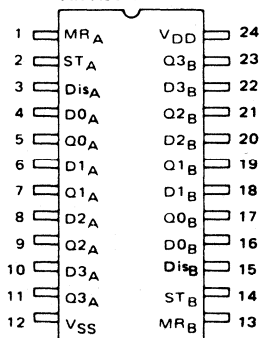 1 MRA VDD 24
2 STA Q3B 23
3 DisA D3B 22
4 D0A Q2B 21
5 Q0A D2B 20
6 D1A Q1B 19
7 Q1A D1B 18
8 D2A Q0B 17
9 Q2A D0B 16
10 D3A DisB 15
11 Q3A STB 14
12 VSS MRB 13